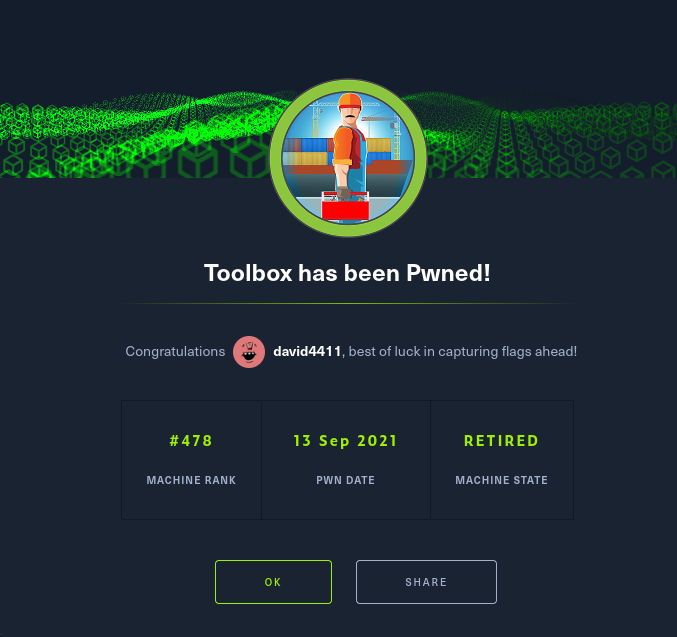 Toolbox has been Pwned!
Congratulations david4411, best of luck in capturing flags ahead!
#478 13 Sep 2021 RETIRED
MACHINE RANK PWN DATE MACHINE STATE
OK SHARE